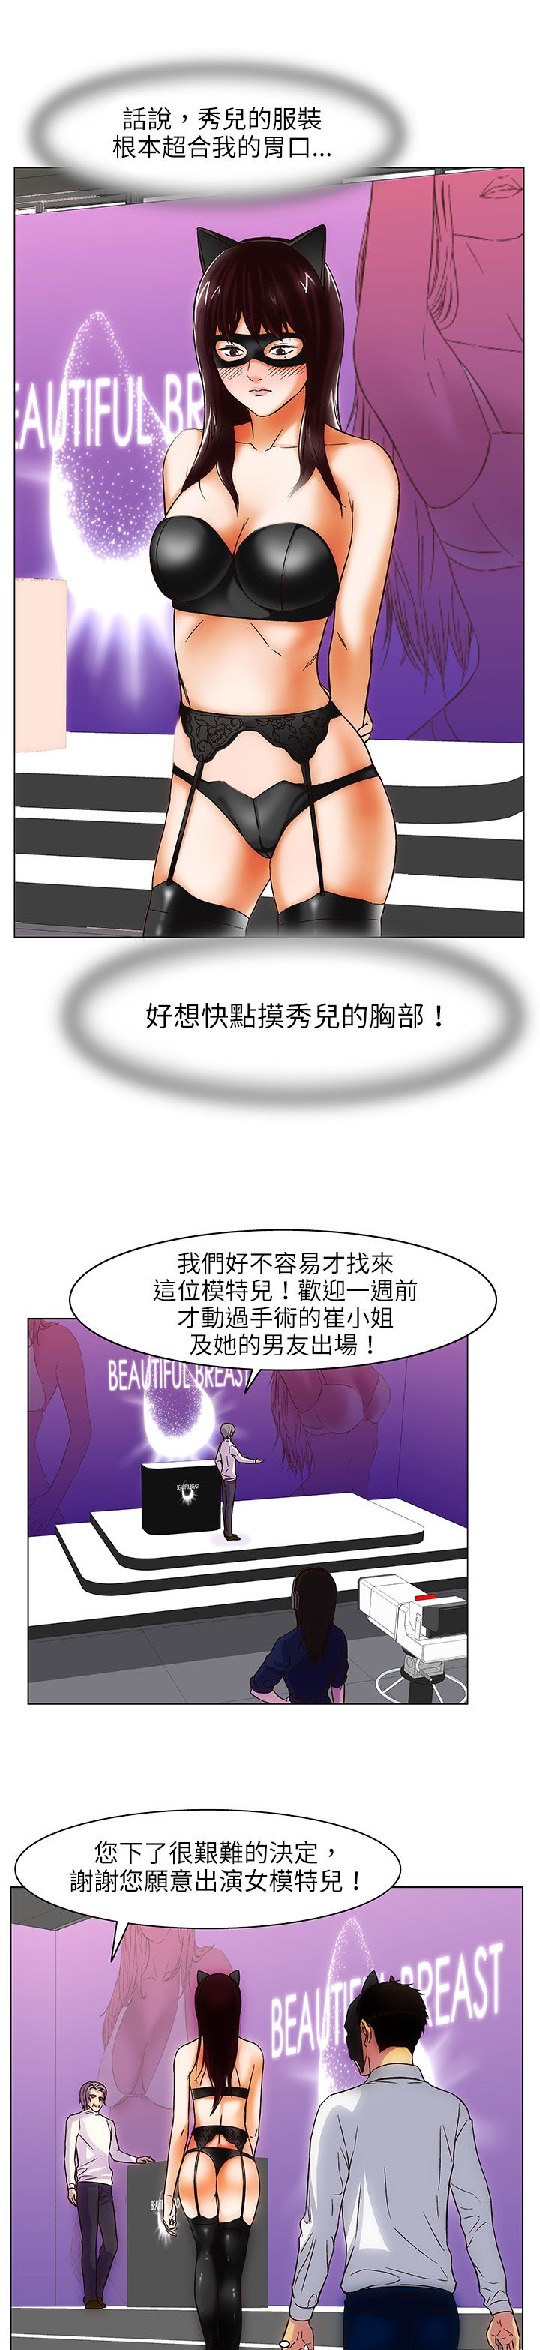 話說，秀兒的服裝
根本超合我的胃口...
EAUTIFUL BR
好想快點摸秀兒的胸部！
我們好不容易才找來
這位模特兒！歡迎一週前
才動過手術的崔小姐
及她的男友出場！
BEAUTIFUL BREAST
BEAUTIFUL BREAST
您下了很艱難的決定，
謝謝您願意出演女模特兒！
BEAUTIFUL BREAST